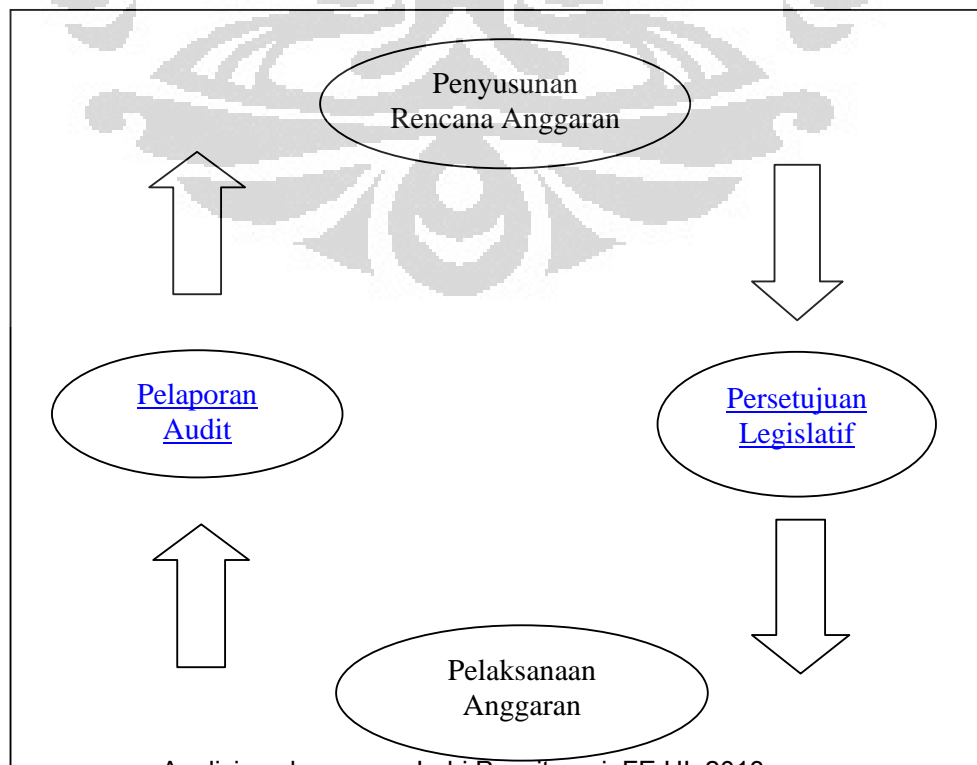 Penyusunan
Rencana Anggaran
Pelaporan
Audit
Persetujuan
Legislatif
Pelaksanaan
Anggaran